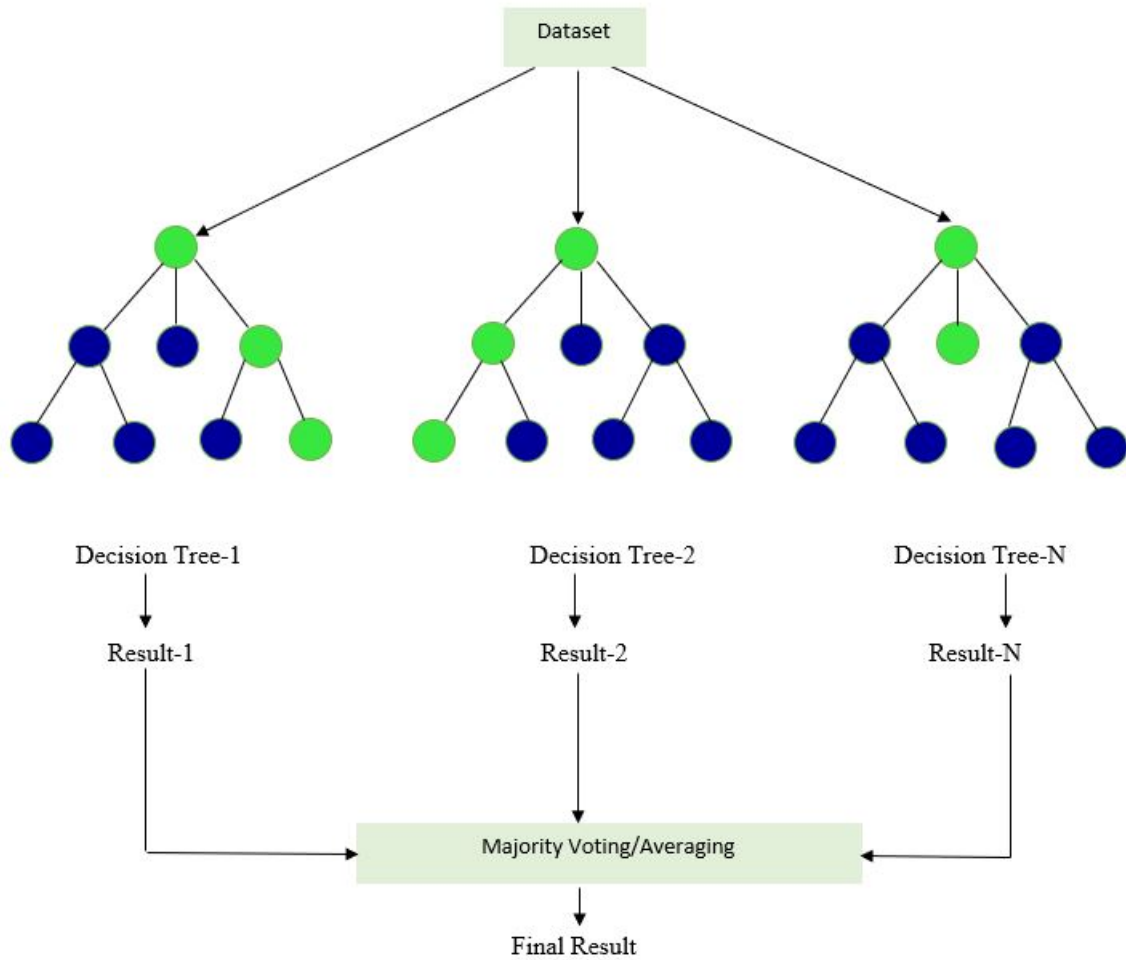 Dataset
Decision Tree-1 Decision Tree-2 Decision Tree-N
Result-1 Result-2 Result-N
Majority Voting/Averaging
Final Result